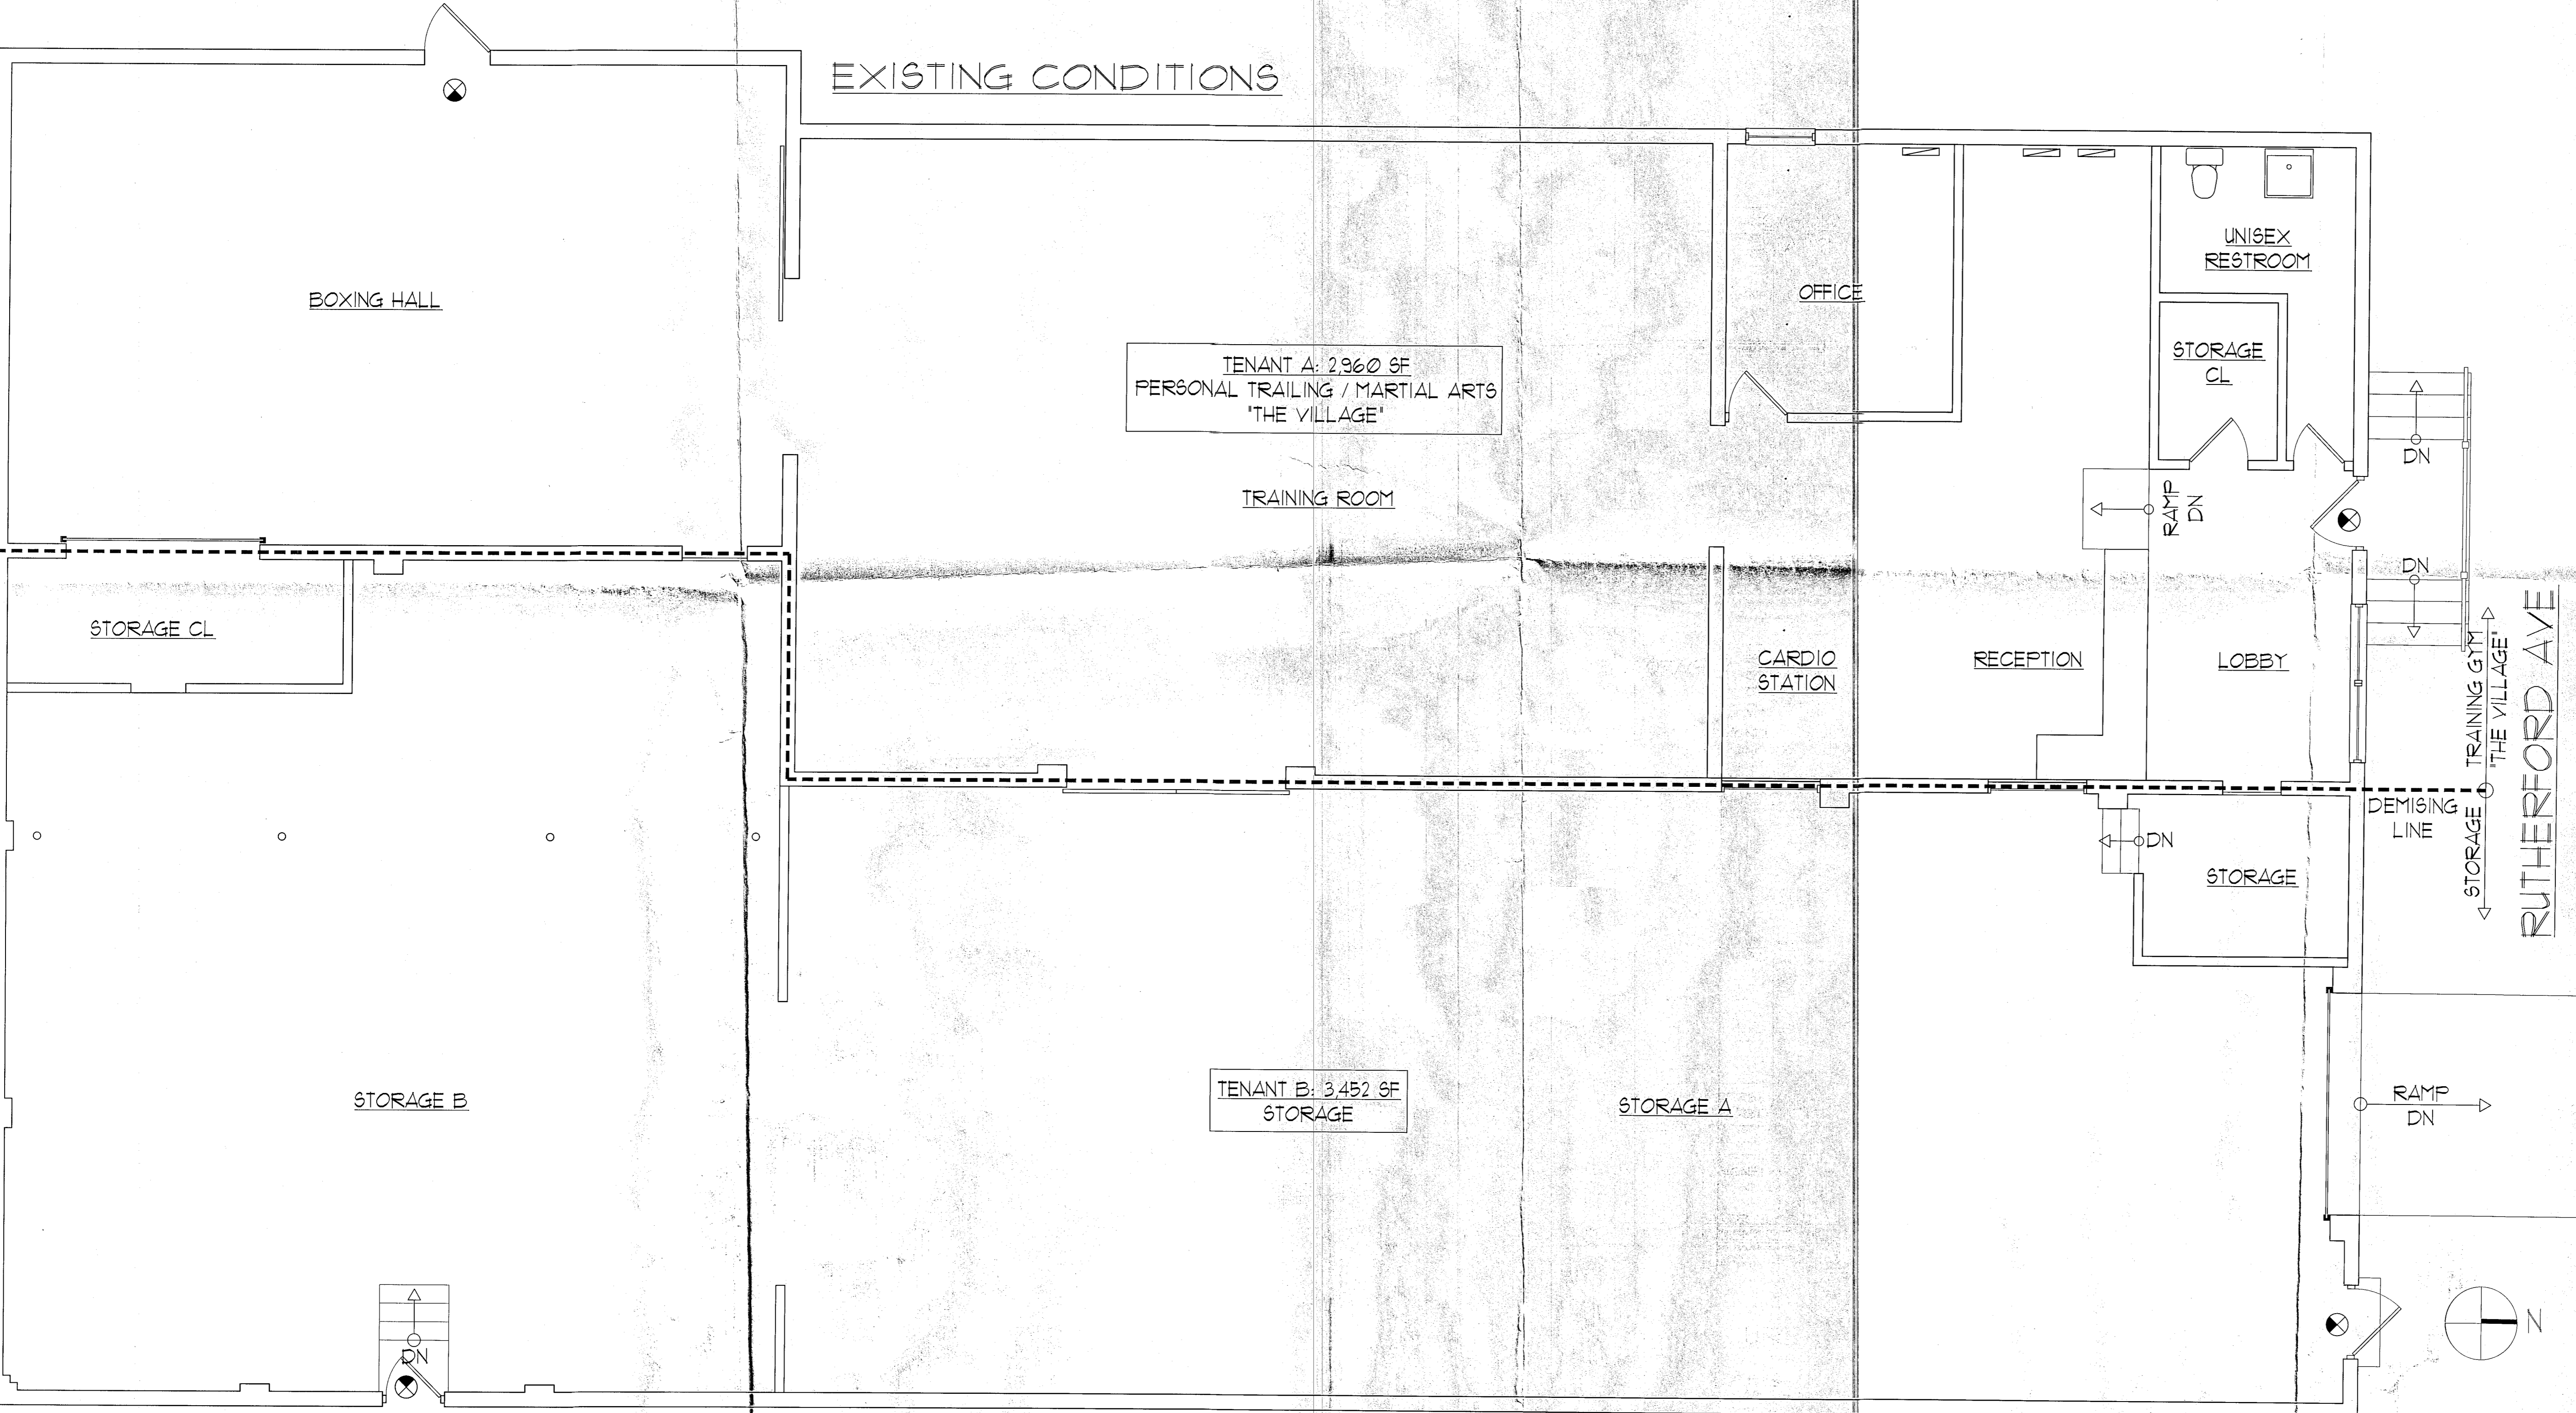 EXISTING CONDITIONS
BOXING HALL
TENANT A: 2,960 SF
PERSONAL TRAILING / MARTIAL ARTS
"THE VILLAGE"
TRAINING ROOM
OFFICE
UNISEX
RESTROOM
STORAGE
CL
RAMP
DN
DN
DN
STORAGE CL
CARDIO
STATION
RECEPTION
LOBBY
TRAINING GYM
"THE VILLAGE"
STORAGE
RUTHERFORD AVE
DEMISING
LINE
DN
STORAGE
STORAGE B
TENANT B: 3,452 SF
STORAGE
STORAGE A
RAMP
DN
DN
N